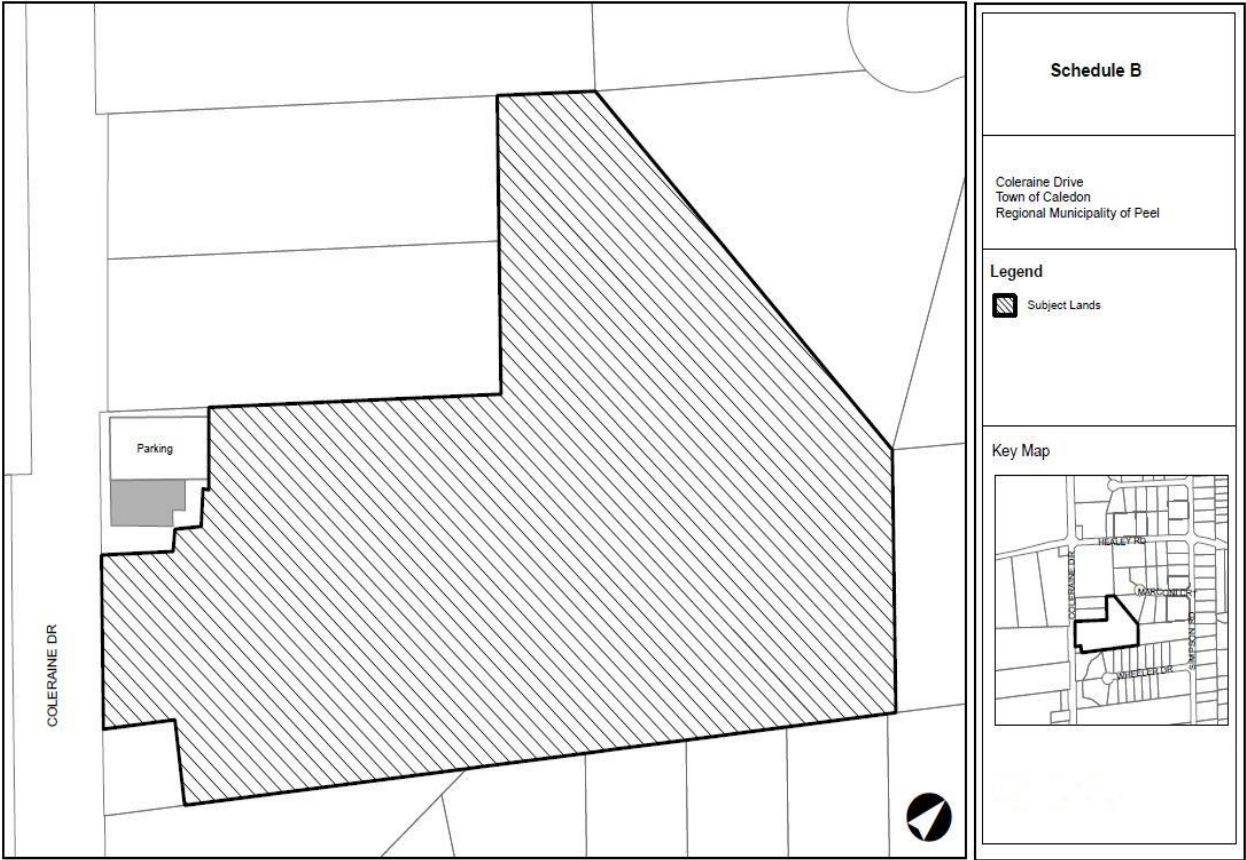 Parking
COLERAINE DR
Schedule B
Coleraine Drive
Town of Caledon
Regional Municipality of Peel
Legend
Subject Lands
Key Map
HEALEY RD
COLERAINE DR
SIMPSON RD
WHEELER DR